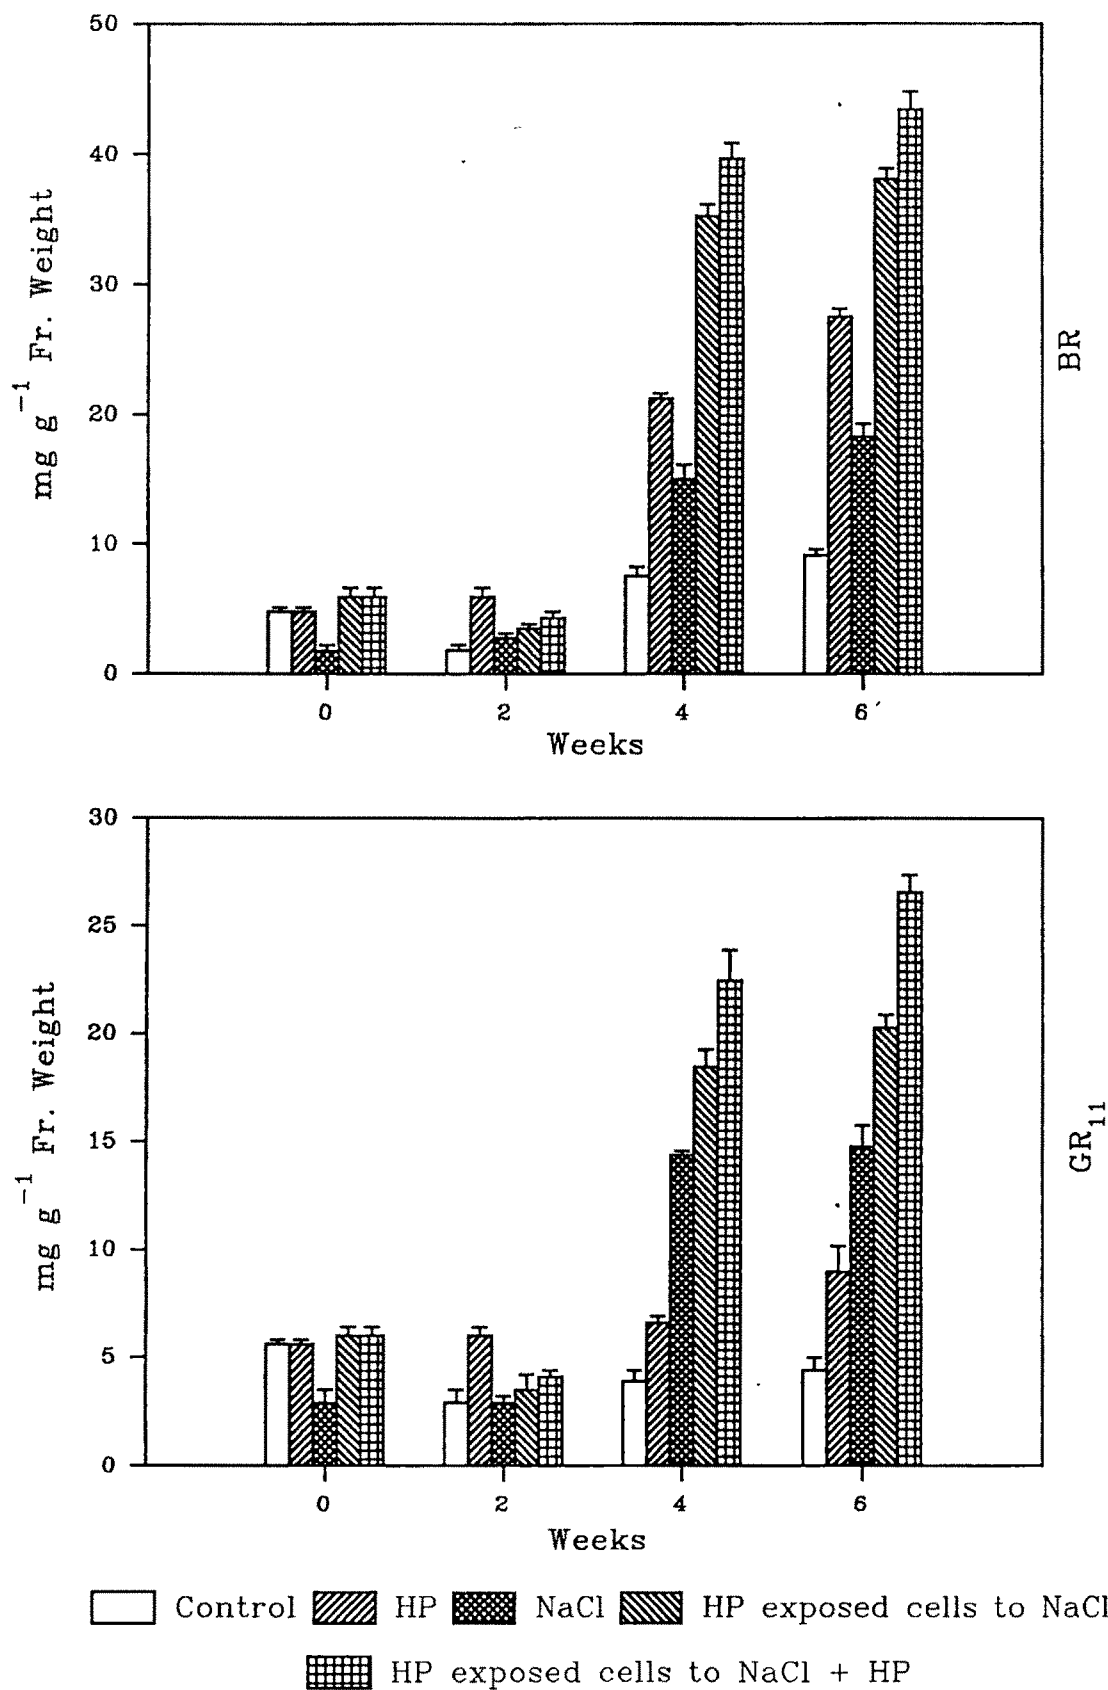 50
40
30
20
10
0
mg g⁻¹ Fr. Weight
BR
0 2 4 6
Weeks
30
25
20
15
10
5
0
mg g⁻¹ Fr. Weight
GR₁₁
0 2 4 6
Weeks
Control HP NaCl HP exposed cells to NaCl
HP exposed cells to NaCl + HP